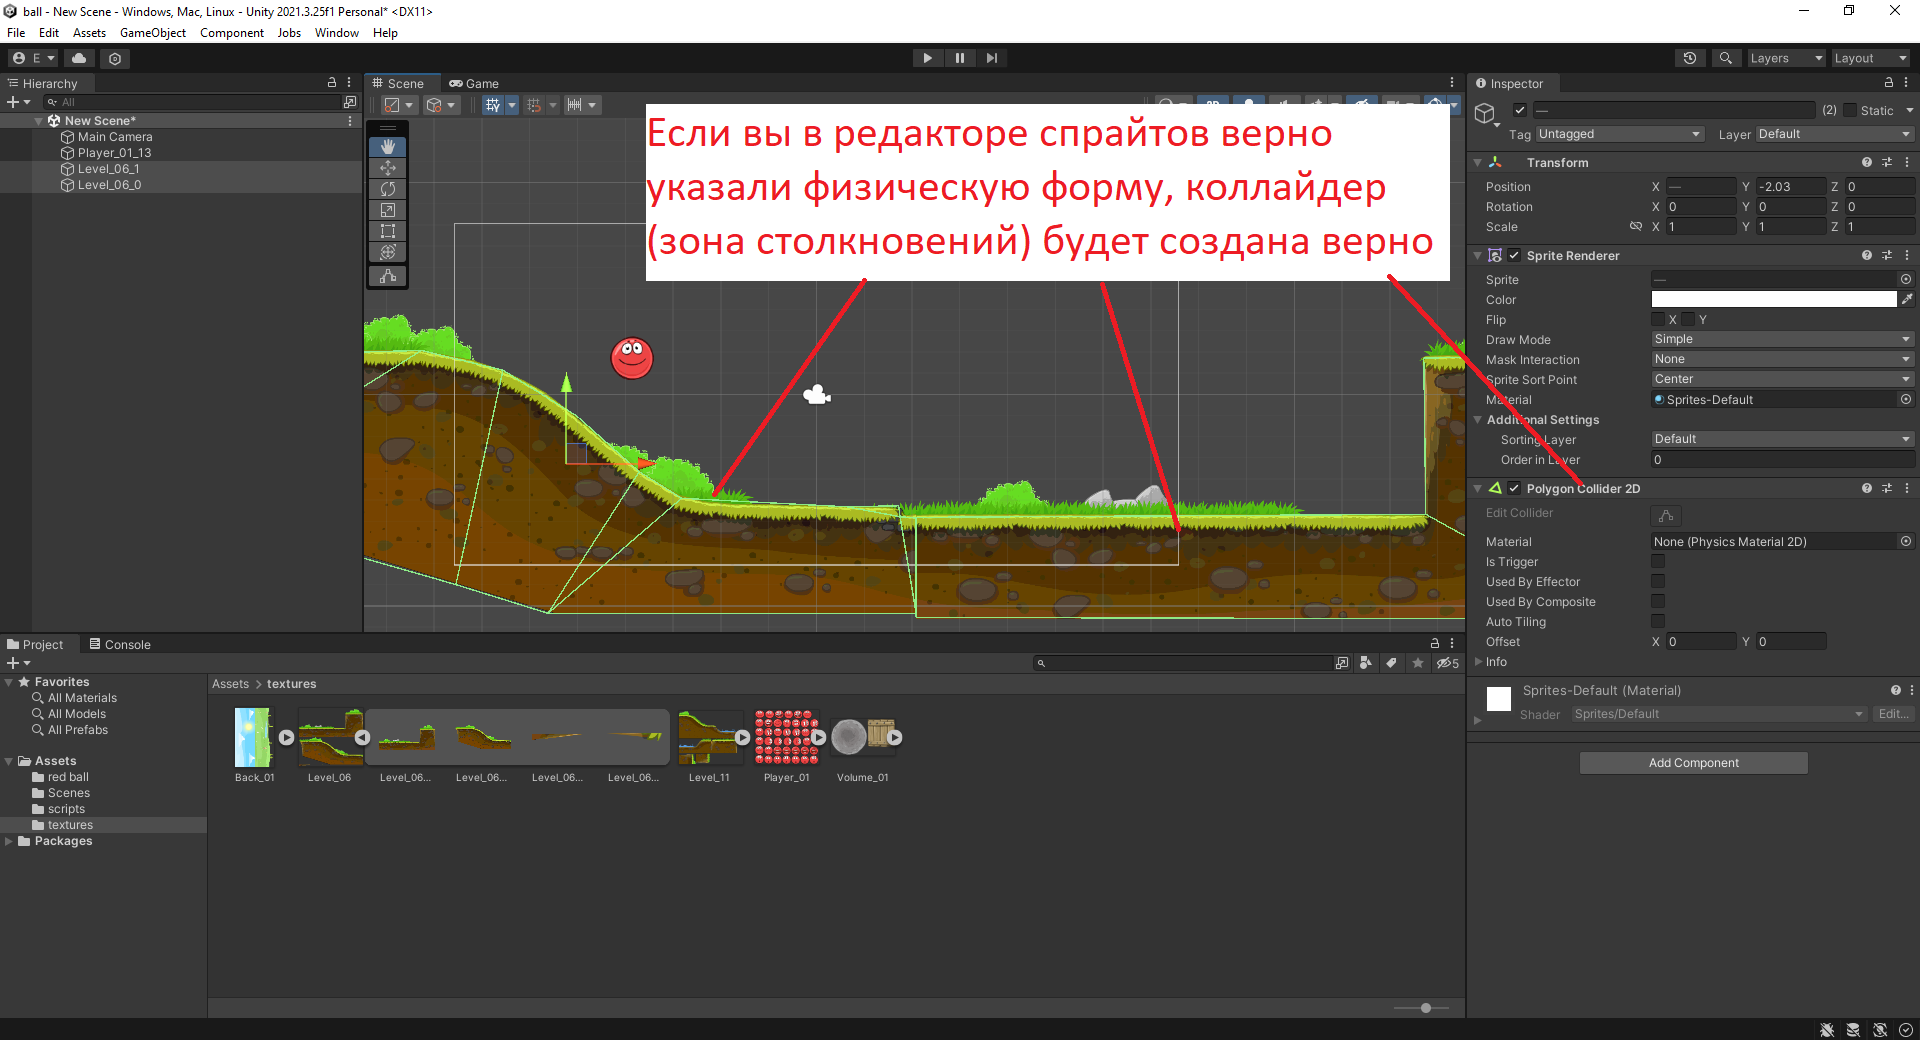 ball - New Scene - Windows, Mac, Linux - Unity 2021.3.25f1 Personal* <DX11>
File Edit Assets GameObject Component Jobs Window Help
E
Layers Layout
Hierarchy
All
New Scene*
Main Camera
Player_01_13
Level_06_1
Level_06_0
Scene Game
Если вы в редакторе спрайтов верно
указали физическую форму, коллайдер
(зона столкновений) будет создана верно
Inspector
— (2) Static
Tag Untagged Layer Default
Transform
Position X — Y -2.03 Z 0
Rotation X 0 Y 0 Z 0
Scale X 1 Y 1 Z 1
Sprite Renderer
Sprite —
Color
Flip X Y
Draw Mode Simple
Mask Interaction None
Sprite Sort Point Center
Material Sprites-Default
Additional Settings
Sorting Layer Default
Order in Layer 0
Polygon Collider 2D
Edit Collider
Material None (Physics Material 2D)
Is Trigger
Used By Effector
Used By Composite
Auto Tiling
Offset X 0 Y 0
Info
Sprites-Default (Material)
Shader Sprites/Default Edit...
Add Component
Project Console
5
Favorites
All Materials
All Models
All Prefabs
Assets
red ball
Scenes
scripts
textures
Packages
Assets > textures
Back_01 Level_06 Level_06... Level_06... Level_06... Level_06... Level_11 Player_01 Volume_01